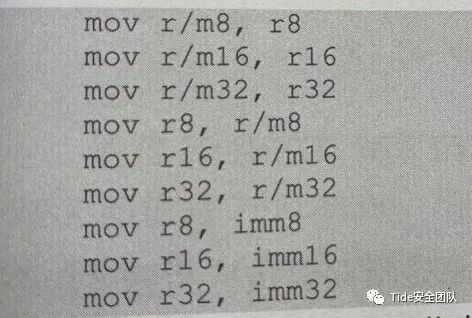 mov r/m8, r8
mov r/m16, r16
mov r/m32, r32
mov r8, r/m8
mov r16, r/m16
mov r32, r/m32
mov r8, imm8
mov r16, imm16
mov r32, imm32
Tide安全团队